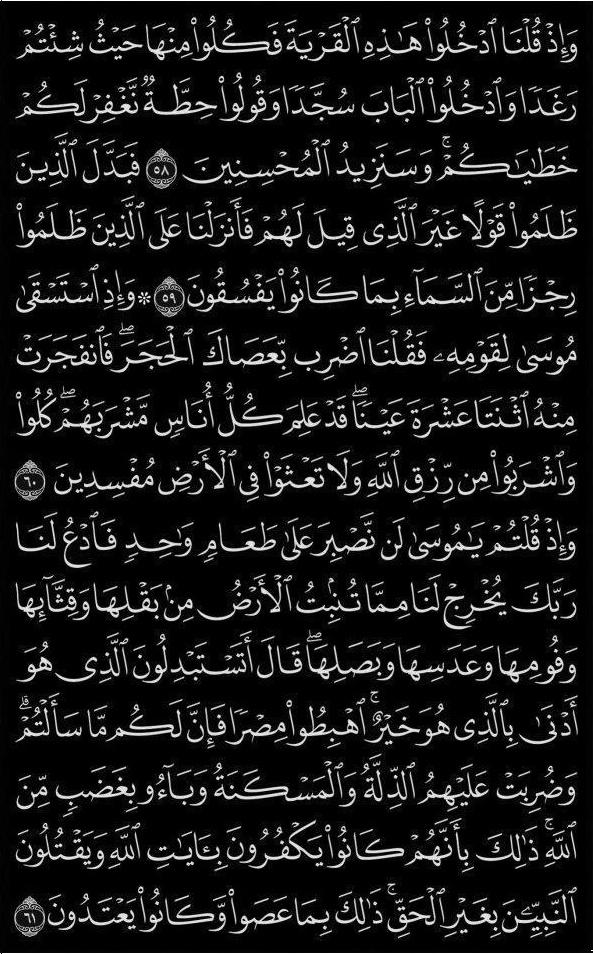 وَإِذۡ قُلۡنَا ٱدۡخُلُواْ هَٰذِهِ ٱلۡقَرۡيَةَ فَكُلُواْ مِنۡهَا حَيۡثُ شِئۡتُمۡ
رَغَدٗا وَٱدۡخُلُواْ ٱلۡبَابَ سُجَّدٗا وَقُولُواْ حِطَّةٞ نَّغۡفِرۡ لَكُمۡ
خَطَٰيَٰكُمۡۚ وَسَنَزِيدُ ٱلۡمُحۡسِنِينَ ٥٨ فَبَدَّلَ ٱلَّذِينَ
ظَلَمُواْ قَوۡلًا غَيۡرَ ٱلَّذِي قِيلَ لَهُمۡ فَأَنزَلۡنَا عَلَى ٱلَّذِينَ ظَلَمُواْ
رِجۡزٗا مِّنَ ٱلسَّمَآءِ بِمَا كَانُواْ يَفۡسُقُونَ ٥٩ * وَإِذِ ٱسۡتَسۡقَىٰ
مُوسَىٰ لِقَوۡمِهِۦ فَقُلۡنَا ٱضۡرِب بِّعَصَاكَ ٱلۡحَجَرَۖ فَٱنفَجَرَتۡ
مِنۡهُ ٱثۡنَتَا عَشۡرَةَ عَيۡنٗاۖ قَدۡ عَلِمَ كُلُّ أُنَاسٖ مَّشۡرَبَهُمۡۖ كُلُواْ
وَٱشۡرَبُواْ مِن رِّزۡقِ ٱللَّهِ وَلَا تَعۡثَوۡاْ فِي ٱلۡأَرۡضِ مُفۡسِدِينَ ٦٠
وَإِذۡ قُلۡتُمۡ يَٰمُوسَىٰ لَن نَّصۡبِرَ عَلَىٰ طَعَامٖ وَٰحِدٖ فَٱدۡعُ لَنَا
رَبَّكَ يُخۡرِجۡ لَنَا مِمَّا تُنۢبِتُ ٱلۡأَرۡضُ مِنۢ بَقۡلِهَا وَقِثَّآئِهَا
وَفُومِهَا وَعَدَسِهَا وَبَصَلِهَاۖ قَالَ أَتَسۡتَبۡدِلُونَ ٱلَّذِي هُوَ
أَدۡنَىٰ بِٱلَّذِي هُوَ خَيۡرٌۚ ٱهۡبِطُواْ مِصۡرٗا فَإِنَّ لَكُم مَّا سَأَلۡتُمۡۗ
وَضُرِبَتۡ عَلَيۡهِمُ ٱلذِّلَّةُ وَٱلۡمَسۡكَنَةُ وَبَآءُو بِغَضَبٖ مِّنَ
ٱللَّهِۚ ذَٰلِكَ بِأَنَّهُمۡ كَانُواْ يَكۡفُرُونَ بِـَٔايَٰتِ ٱللَّهِ وَيَقۡتُلُونَ
ٱلنَّبِيِّـۧنَ بِغَيۡرِ ٱلۡحَقِّۚ ذَٰلِكَ بِمَا عَصَواْ وَّكَانُواْ يَعۡتَدُونَ ٦١